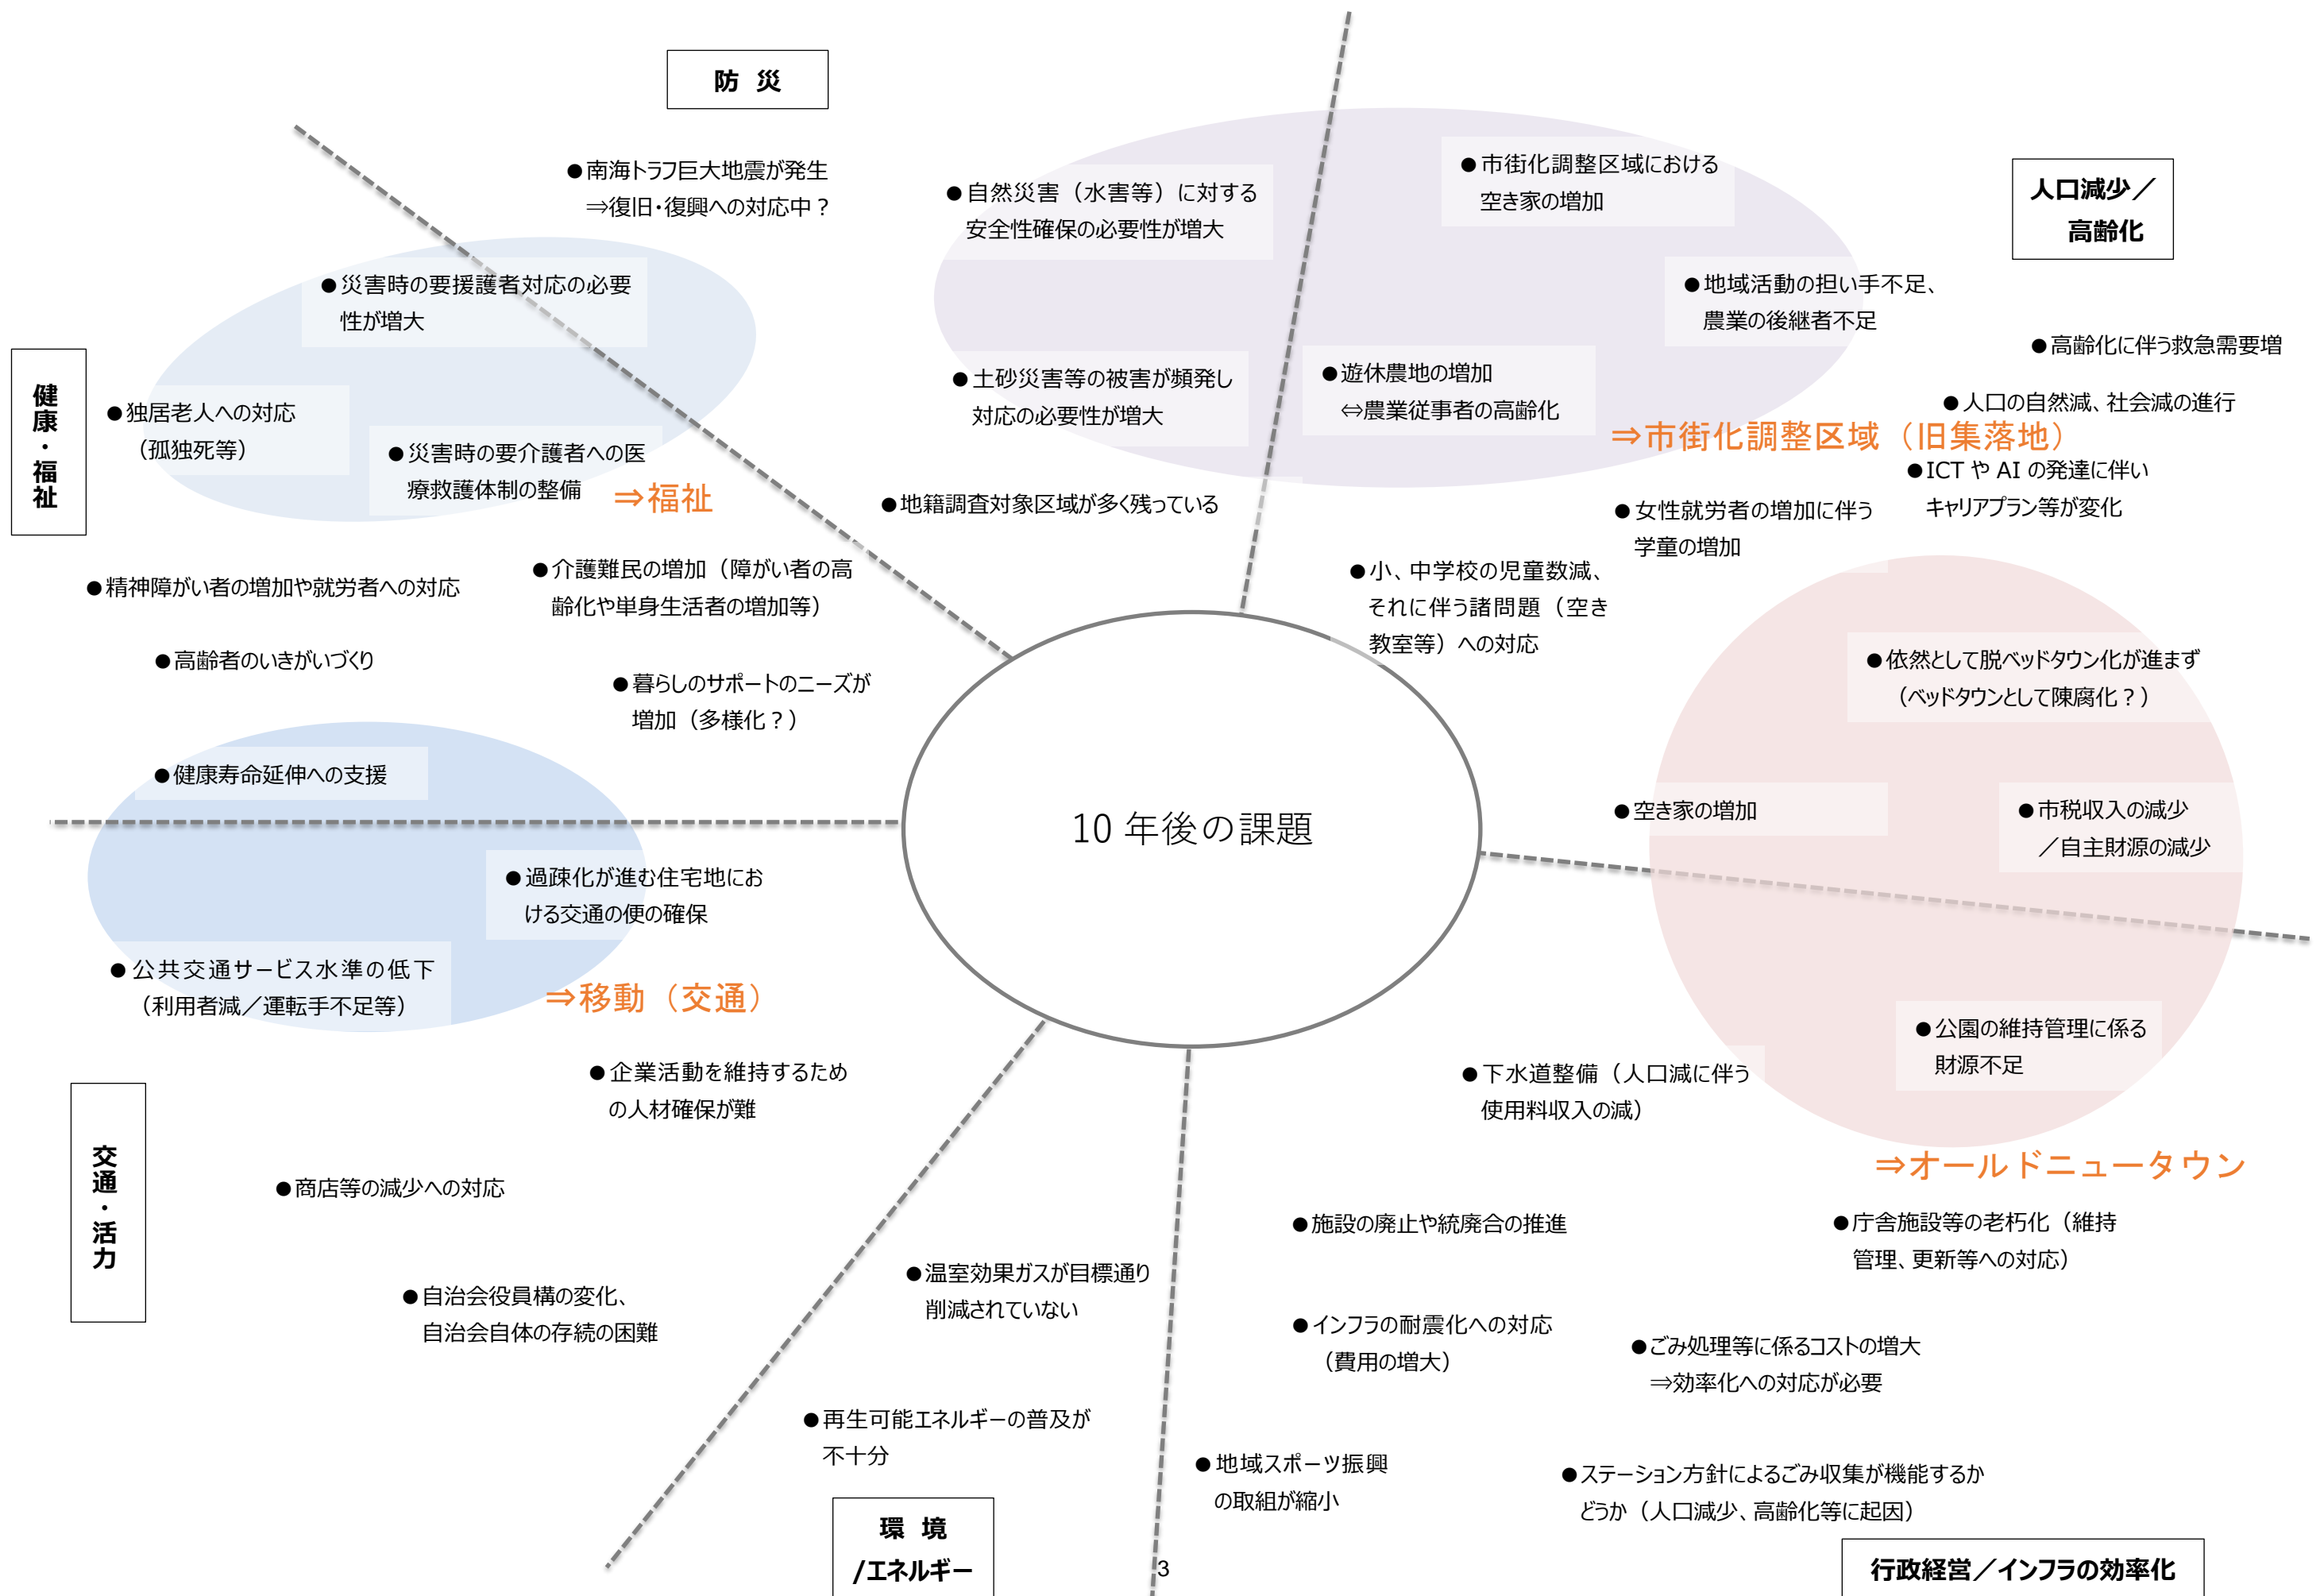 防 災
●南海トラフ巨大地震が発生
⇒復旧・復興への対応中？
●自然災害（水害等）に対する
安全性確保の必要性が増大
●土砂災害等の被害が頻発し
対応の必要性が増大
●地籍調査対象区域が多く残っている
●災害時の要援護者対応の必要
性が増大
人口減少／
高齢化
●市街化調整区域における
空き家の増加
●地域活動の担い手不足、
農業の後継者不足
●高齢化に伴う救急需要増
●遊休農地の増加
⇔農業従事者の高齢化
●人口の自然減、社会減の進行
⇒市街化調整区域（旧集落地）
●ICT や AI の発達に伴い
キャリアプラン等が変化
●女性就労者の増加に伴う
学童の増加
●小、中学校の児童数減、
それに伴う諸問題（空き
教室等）への対応
●依然として脱ベッドタウン化が進まず
（ベッドタウンとして陳腐化？）
●空き家の増加
●市税収入の減少
／自主財源の減少
健康・福祉
●独居老人への対応
（孤独死等）
●災害時の要介護者への医
療救護体制の整備
⇒福祉
●精神障がい者の増加や就労者への対応
●介護難民の増加（障がい者の高
齢化や単身生活者の増加等）
●高齢者のいきがいづくり
●暮らしのサポートのニーズが
増加（多様化？）
●健康寿命延伸への支援
10 年後の課題
●過疎化が進む住宅地にお
ける交通の便の確保
●公共交通サービス水準の低下
（利用者減／運転手不足等）
⇒移動（交通）
●企業活動を維持するため
の人材確保が難
交通・活力
●商店等の減少への対応
●自治会役員構の変化、
自治会自体の存続の困難
●温室効果ガスが目標通り
削減されていない
●再生可能エネルギーの普及が
不十分
環 境
/エネルギー
●公園の維持管理に係る
財源不足
●下水道整備（人口減に伴う
使用料収入の減）
⇒オールドニュータウン
●施設の廃止や統廃合の推進
●庁舎施設等の老朽化（維持
管理、更新等への対応）
●インフラの耐震化への対応
（費用の増大）
●ごみ処理等に係るコストの増大
⇒効率化への対応が必要
●地域スポーツ振興
の取組が縮小
●ステーション方針によるごみ収集が機能するか
どうか（人口減少、高齢化等に起因）
行政経営／インフラの効率化
3